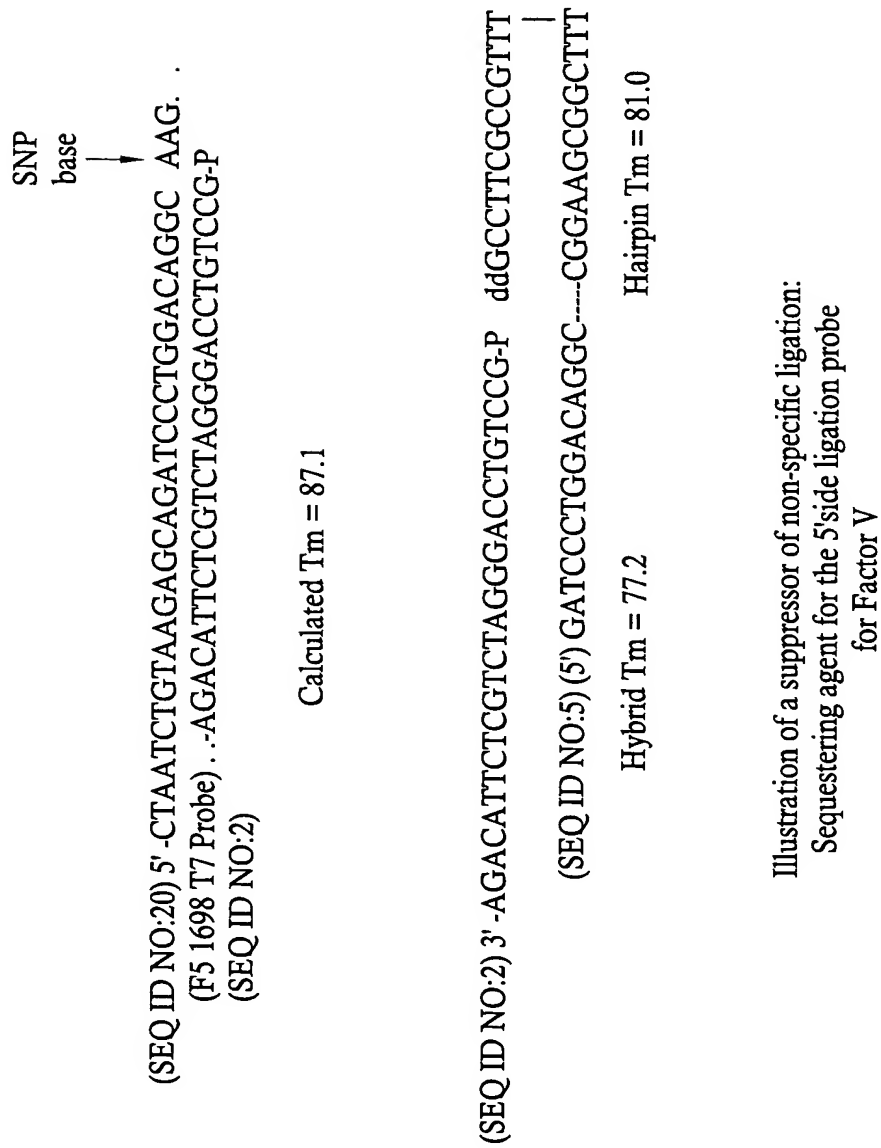 SNP
base
(SEQ ID NO:20) 5' -CTAATCTGTAAGAGCAGATCCCTGGACAGGC AAG. .
(F5 1698 T7 Probe) . .-AGACATTCTCGTCTAGGGACCTGTCCG-P
(SEQ ID NO:2)
Calculated Tm = 87.1
(SEQ ID NO:2) 3' -AGACATTCTCGTCTAGGGACCTGTCCG-P ddGCCTTCGCCGTTT
(SEQ ID NO:5) (5') GATCCCTGGACAGGC-----CGGAAGCGGCTTT
Hybrid Tm = 77.2 Hairpin Tm = 81.0
Illustration of a suppressor of non-specific ligation:
Sequestering agent for the 5'side ligation probe
for Factor V